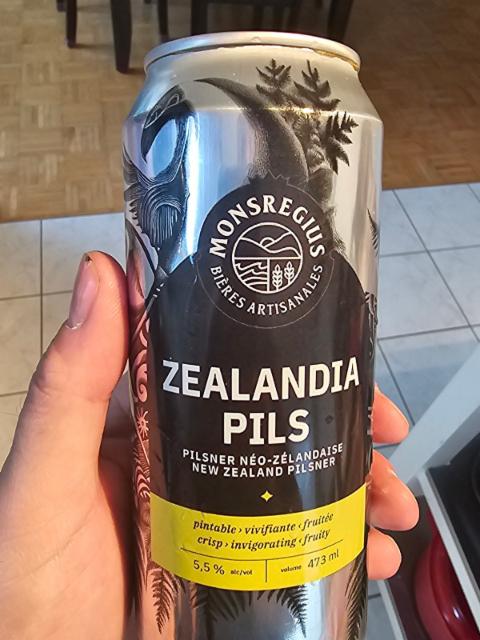 MONSREGIUS
BIÈRES ARTISANALES
ZEALANDIA
PILS
PILSNER NÉO-ZÉLANDAISE
NEW ZEALAND PILSNER
pintable › vivifiante ‹ fruitée
crisp › invigorating ‹ fruity
5,5 % alc/vol volume 473 ml